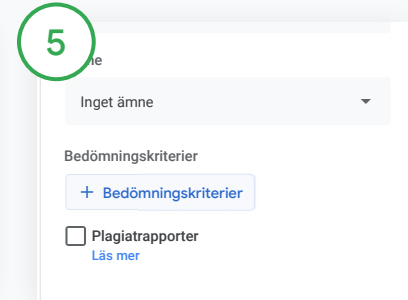 5
Inget ämne
Bedömningskriterier
+ Bedömningskriterier
Plagiatrapporter
Läs mer